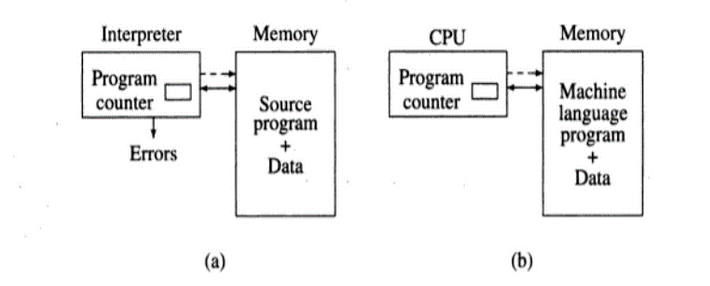 Interpreter
Memory
Program
counter
Errors
Source
program
+
Data
(a)
CPU
Memory
Program
counter
Machine
language
program
+
Data
(b)